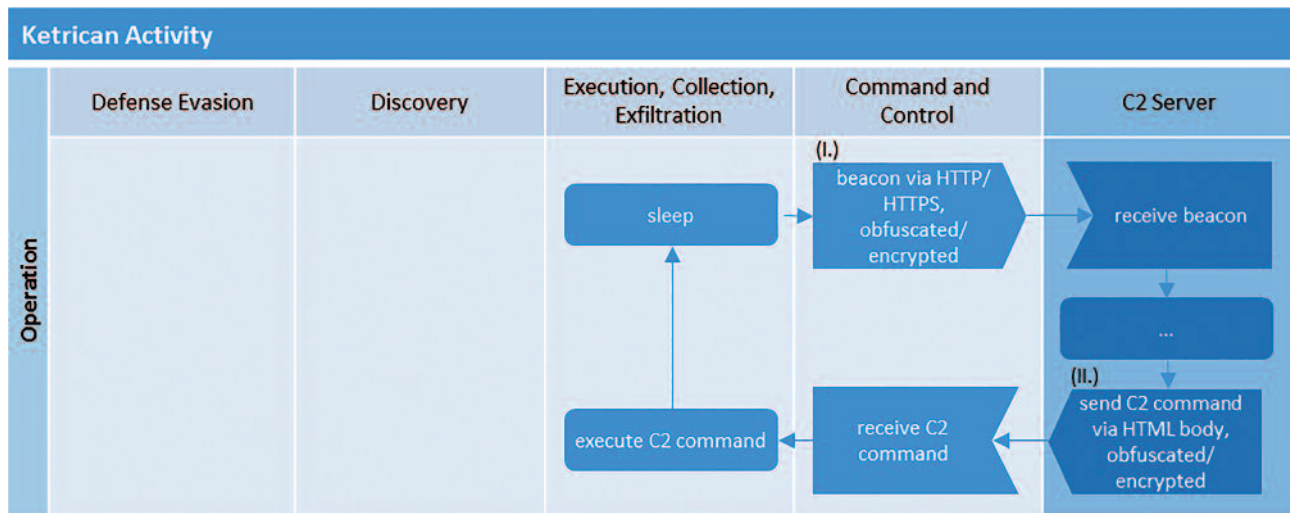 Ketrican Activity
Defense Evasion
Discovery
Execution, Collection,
Exfiltration
Command and
Control
C2 Server
Operation
sleep
(I.)
beacon via HTTP/
HTTPS,
obfuscated/
encrypted
receive beacon
...
execute C2 command
receive C2
command
(II.)
send C2 command
via HTML body,
obfuscated/
encrypted